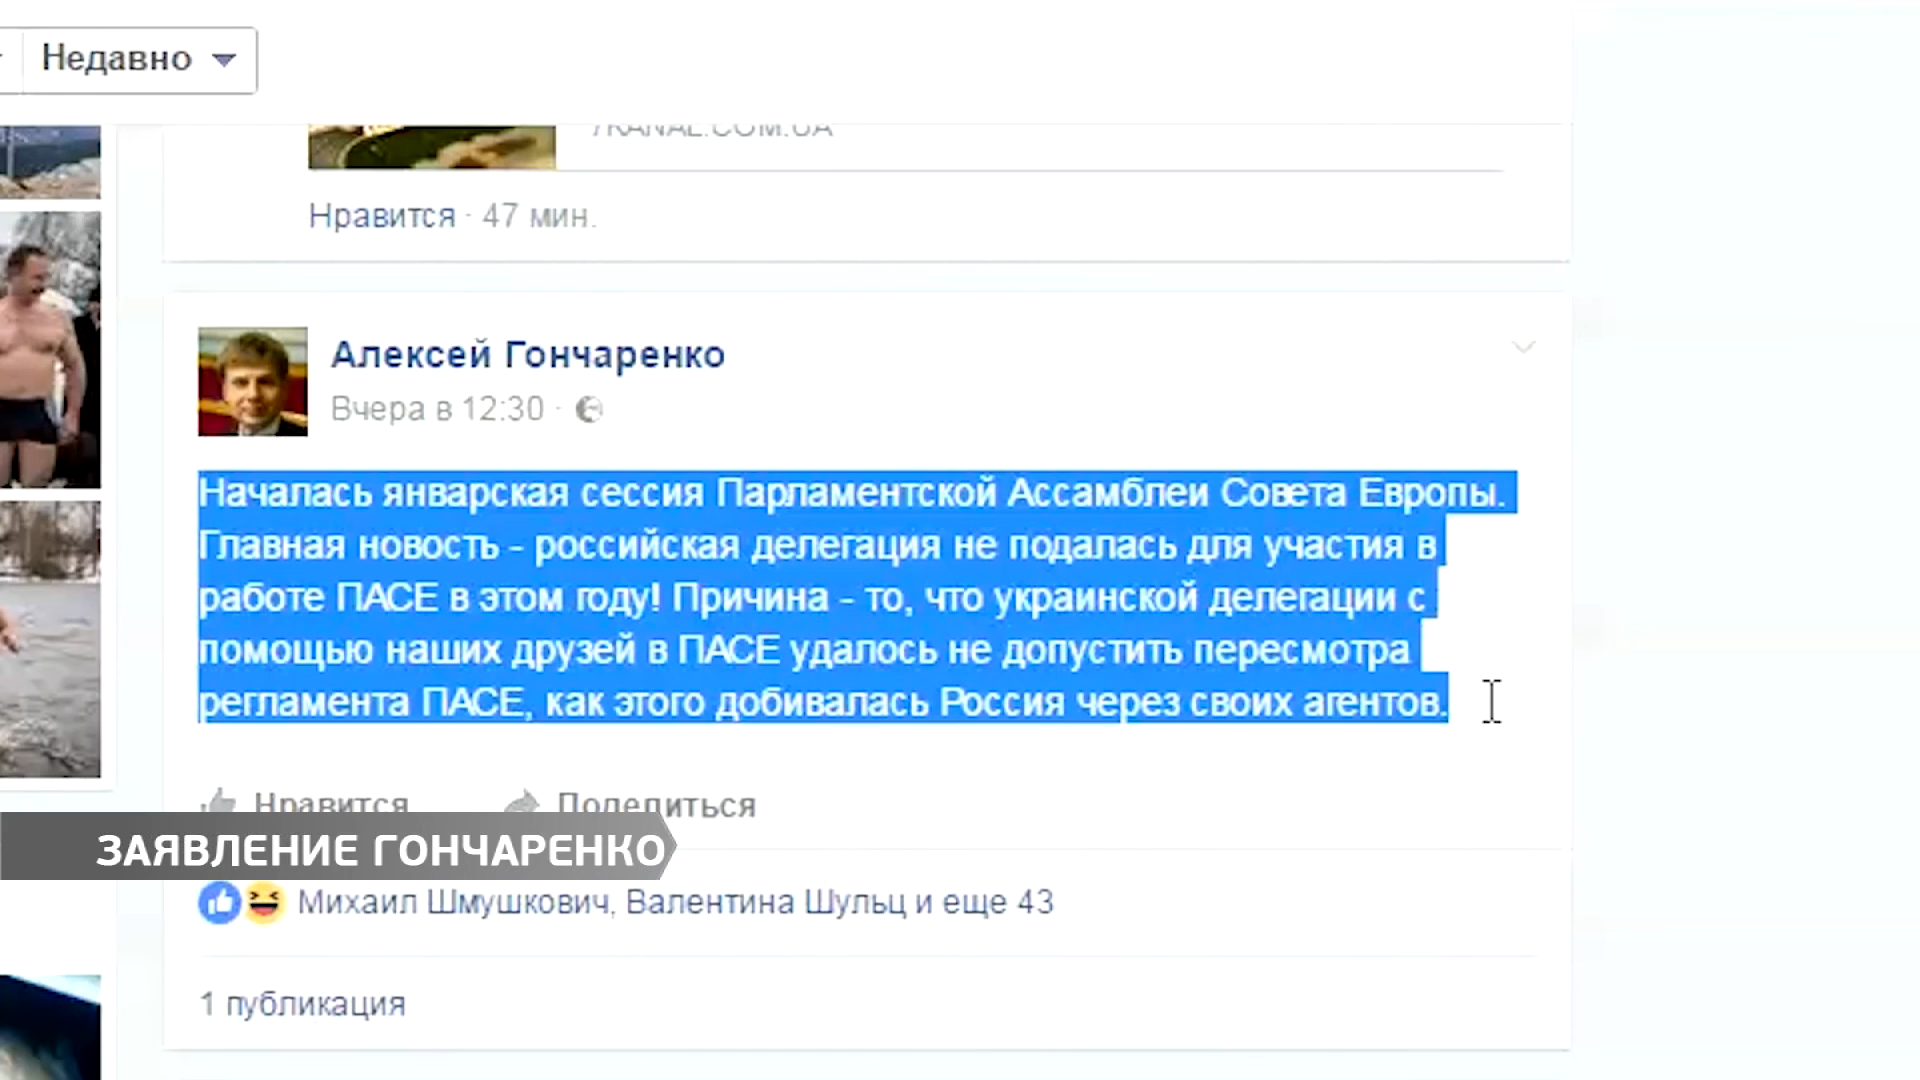 Недавно
7KANAL.COM.UA
Нравится · 47 мин.
Алексей Гончаренко
Вчера в 12:30 ·
Началась январская сессия Парламентской Ассамблеи Совета Европы.
Главная новость - российская делегация не подалась для участия в
работе ПАСЕ в этом году! Причина - то, что украинской делегации с
помощью наших друзей в ПАСЕ удалось не допустить пересмотра
регламента ПАСЕ, как этого добивалась Россия через своих агентов.
Нравится Поделиться
ЗАЯВЛЕНИЕ ГОНЧАРЕНКО
Михаил Шмушкович, Валентина Шульц и еще 43
1 публикация